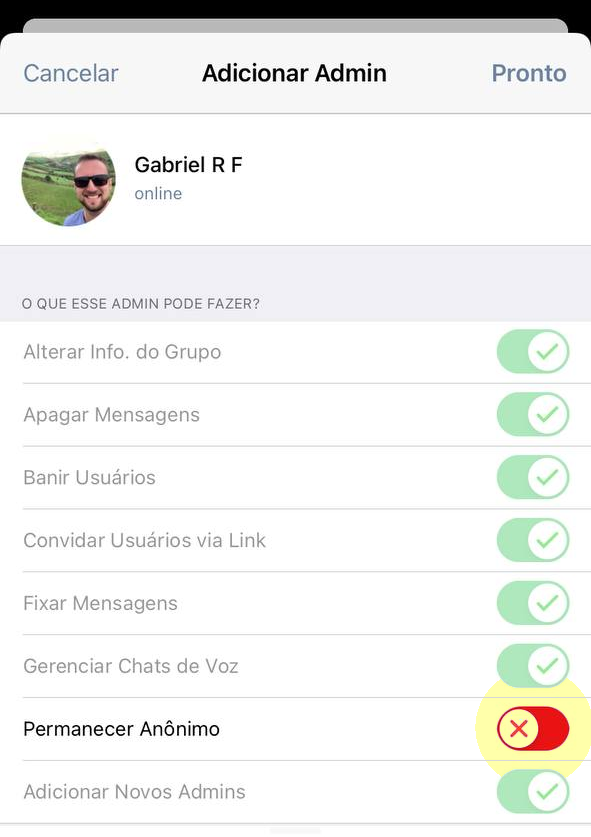 Cancelar Adicionar Admin Pronto
Gabriel R F
online
O QUE ESSE ADMIN PODE FAZER?
Alterar Info. do Grupo
Apagar Mensagens
Banir Usuários
Convidar Usuários via Link
Fixar Mensagens
Gerenciar Chats de Voz
Permanecer Anônimo
Adicionar Novos Admins